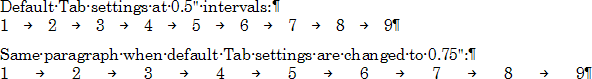 Default·Tab·settings·at·0.5"·intervals:¶
1 → 2 → 3 → 4 → 5 → 6 → 7 → 8 → 9¶
Same·paragraph·when·default·Tab·settings·are·changed·to·0.75":¶
1 → 2 → 3 → 4 → 5 → 6 → 7 → 8 → 9¶